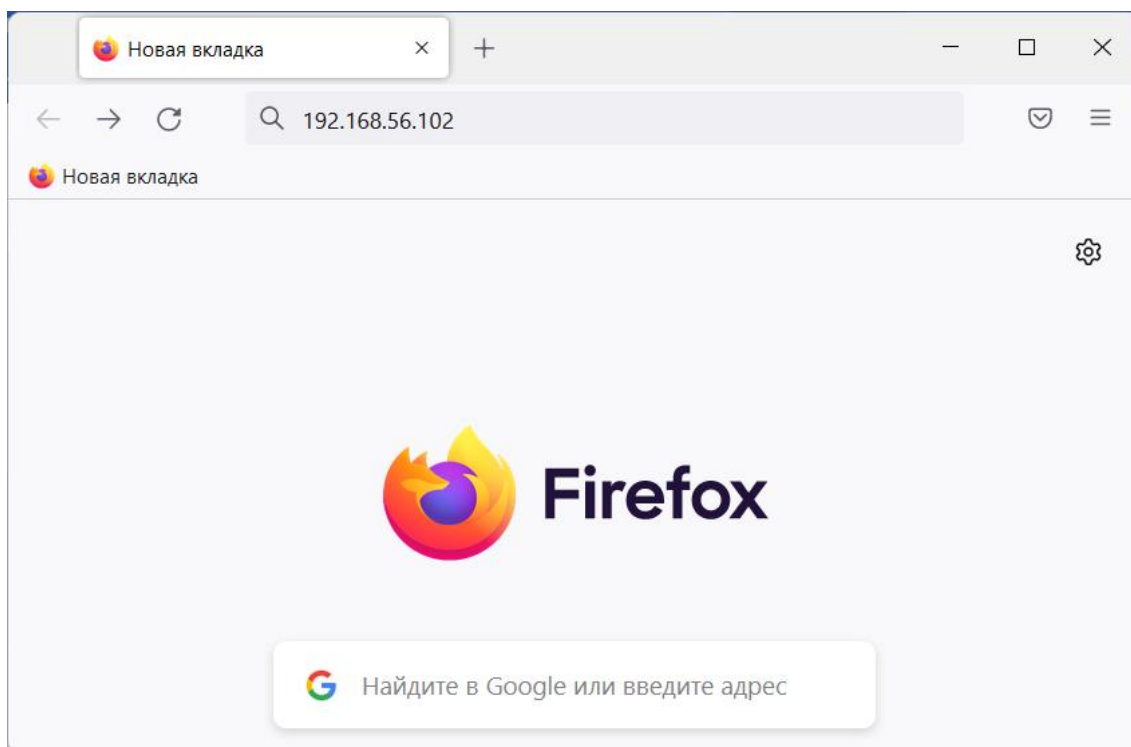 Новая вкладка
192.168.56.102
Новая вкладка
Firefox
Найдите в Google или введите адрес